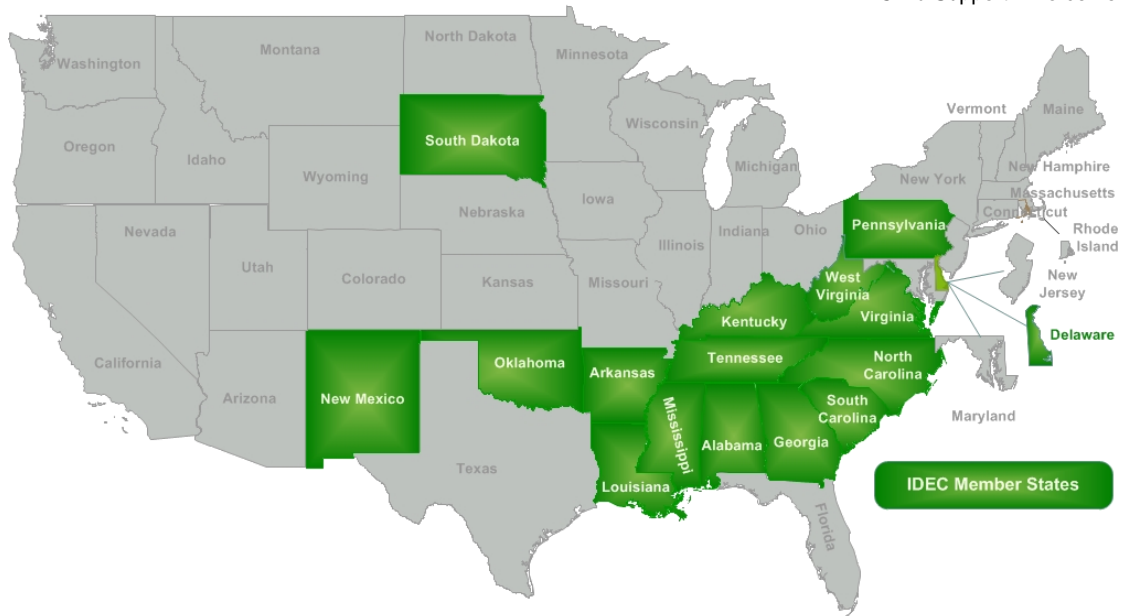 Support
North Dakota
Montana
Minnesota
Washington
Vermont
Maine
South Dakota
Wisconsin
Oregon
Idaho
Michigan
New Hamphire
Wyoming
New York
Massachusetts
Iowa
Connecticut
Nebraska
Pennsylvania
Nevada
Ohio
Rhode
Island
Illinois
Indiana
Utah
Colorado
Kansas
Missouri
West
Virginia
New
Jersey
Virginia
Kentucky
Delaware
California
Oklahoma
Tennessee
North
Carolina
Arkansas
Arizona
New Mexico
South
Carolina
Mississippi
Maryland
Alabama
Georgia
Texas
Louisiana
IDEC Member States
Florida